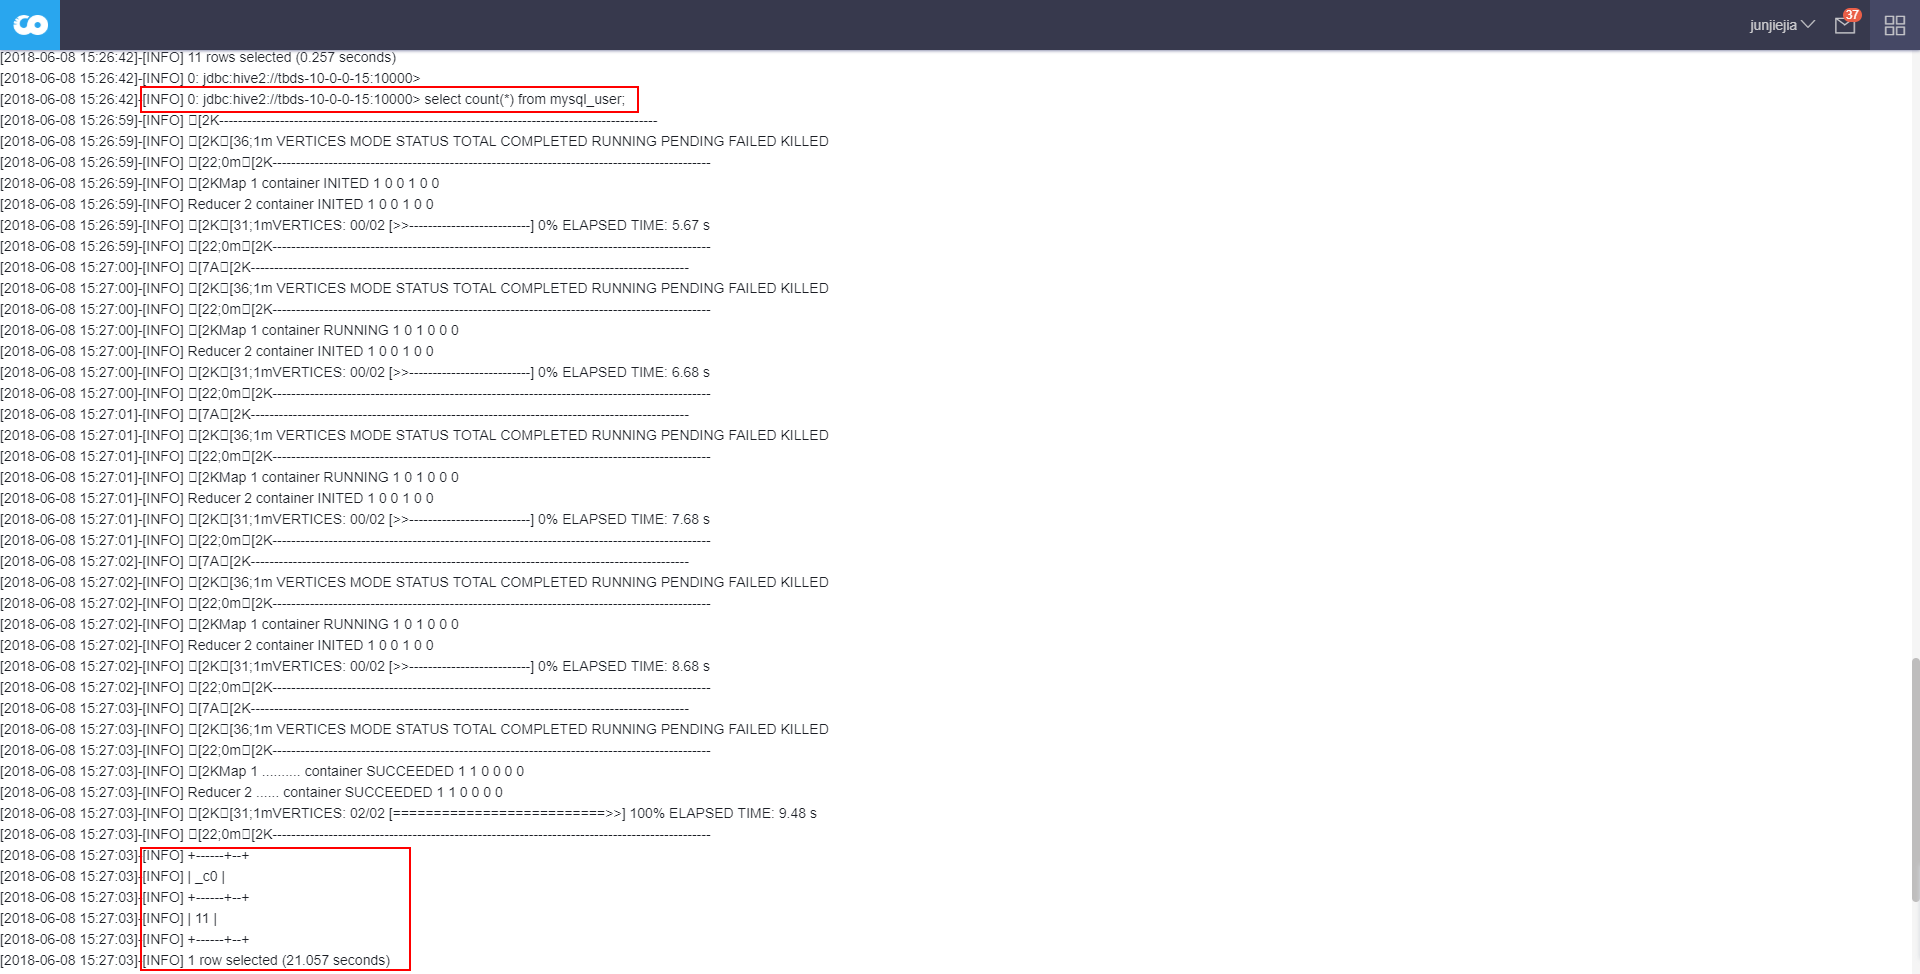 junjiejia
37
[2018-06-08 15:26:42]-[INFO] 11 rows selected (0.257 seconds)
[2018-06-08 15:26:42]-[INFO] 0: jdbc:hive2://tbds-10-0-0-15:10000>
[2018-06-08 15:26:42]-[INFO] 0: jdbc:hive2://tbds-10-0-0-15:10000> select count(*) from mysql_user;
[2018-06-08 15:26:59]-[INFO] [2K----------------------------------------------------------------------------------------------
[2018-06-08 15:26:59]-[INFO] [2K[36;1m VERTICES MODE STATUS TOTAL COMPLETED RUNNING PENDING FAILED KILLED
[2018-06-08 15:26:59]-[INFO] [22;0m[2K----------------------------------------------------------------------------------------------
[2018-06-08 15:26:59]-[INFO] [2KMap 1 container INITED 1 0 0 1 0 0
[2018-06-08 15:26:59]-[INFO] Reducer 2 container INITED 1 0 0 1 0 0
[2018-06-08 15:26:59]-[INFO] [2K[31;1mVERTICES: 00/02 [>>--------------------------] 0% ELAPSED TIME: 5.67 s
[2018-06-08 15:26:59]-[INFO] [22;0m[2K----------------------------------------------------------------------------------------------
[2018-06-08 15:27:00]-[INFO] [7A[2K----------------------------------------------------------------------------------------------
[2018-06-08 15:27:00]-[INFO] [2K[36;1m VERTICES MODE STATUS TOTAL COMPLETED RUNNING PENDING FAILED KILLED
[2018-06-08 15:27:00]-[INFO] [22;0m[2K----------------------------------------------------------------------------------------------
[2018-06-08 15:27:00]-[INFO] [2KMap 1 container RUNNING 1 0 1 0 0 0
[2018-06-08 15:27:00]-[INFO] Reducer 2 container INITED 1 0 0 1 0 0
[2018-06-08 15:27:00]-[INFO] [2K[31;1mVERTICES: 00/02 [>>--------------------------] 0% ELAPSED TIME: 6.68 s
[2018-06-08 15:27:00]-[INFO] [22;0m[2K----------------------------------------------------------------------------------------------
[2018-06-08 15:27:01]-[INFO] [7A[2K----------------------------------------------------------------------------------------------
[2018-06-08 15:27:01]-[INFO] [2K[36;1m VERTICES MODE STATUS TOTAL COMPLETED RUNNING PENDING FAILED KILLED
[2018-06-08 15:27:01]-[INFO] [22;0m[2K----------------------------------------------------------------------------------------------
[2018-06-08 15:27:01]-[INFO] [2KMap 1 container RUNNING 1 0 1 0 0 0
[2018-06-08 15:27:01]-[INFO] Reducer 2 container INITED 1 0 0 1 0 0
[2018-06-08 15:27:01]-[INFO] [2K[31;1mVERTICES: 00/02 [>>--------------------------] 0% ELAPSED TIME: 7.68 s
[2018-06-08 15:27:01]-[INFO] [22;0m[2K----------------------------------------------------------------------------------------------
[2018-06-08 15:27:02]-[INFO] [7A[2K----------------------------------------------------------------------------------------------
[2018-06-08 15:27:02]-[INFO] [2K[36;1m VERTICES MODE STATUS TOTAL COMPLETED RUNNING PENDING FAILED KILLED
[2018-06-08 15:27:02]-[INFO] [22;0m[2K----------------------------------------------------------------------------------------------
[2018-06-08 15:27:02]-[INFO] [2KMap 1 container RUNNING 1 0 1 0 0 0
[2018-06-08 15:27:02]-[INFO] Reducer 2 container INITED 1 0 0 1 0 0
[2018-06-08 15:27:02]-[INFO] [2K[31;1mVERTICES: 00/02 [>>--------------------------] 0% ELAPSED TIME: 8.68 s
[2018-06-08 15:27:02]-[INFO] [22;0m[2K----------------------------------------------------------------------------------------------
[2018-06-08 15:27:03]-[INFO] [7A[2K----------------------------------------------------------------------------------------------
[2018-06-08 15:27:03]-[INFO] [2K[36;1m VERTICES MODE STATUS TOTAL COMPLETED RUNNING PENDING FAILED KILLED
[2018-06-08 15:27:03]-[INFO] [22;0m[2K----------------------------------------------------------------------------------------------
[2018-06-08 15:27:03]-[INFO] [2KMap 1 .......... container SUCCEEDED 1 1 0 0 0 0
[2018-06-08 15:27:03]-[INFO] Reducer 2 ...... container SUCCEEDED 1 1 0 0 0 0
[2018-06-08 15:27:03]-[INFO] [2K[31;1mVERTICES: 02/02 [==========================>>] 100% ELAPSED TIME: 9.48 s
[2018-06-08 15:27:03]-[INFO] [22;0m[2K----------------------------------------------------------------------------------------------
[2018-06-08 15:27:03]-[INFO] +------+--+
[2018-06-08 15:27:03]-[INFO] | _c0 |
[2018-06-08 15:27:03]-[INFO] +------+--+
[2018-06-08 15:27:03]-[INFO] | 11 |
[2018-06-08 15:27:03]-[INFO] +------+--+
[2018-06-08 15:27:03]-[INFO] 1 row selected (21.057 seconds)